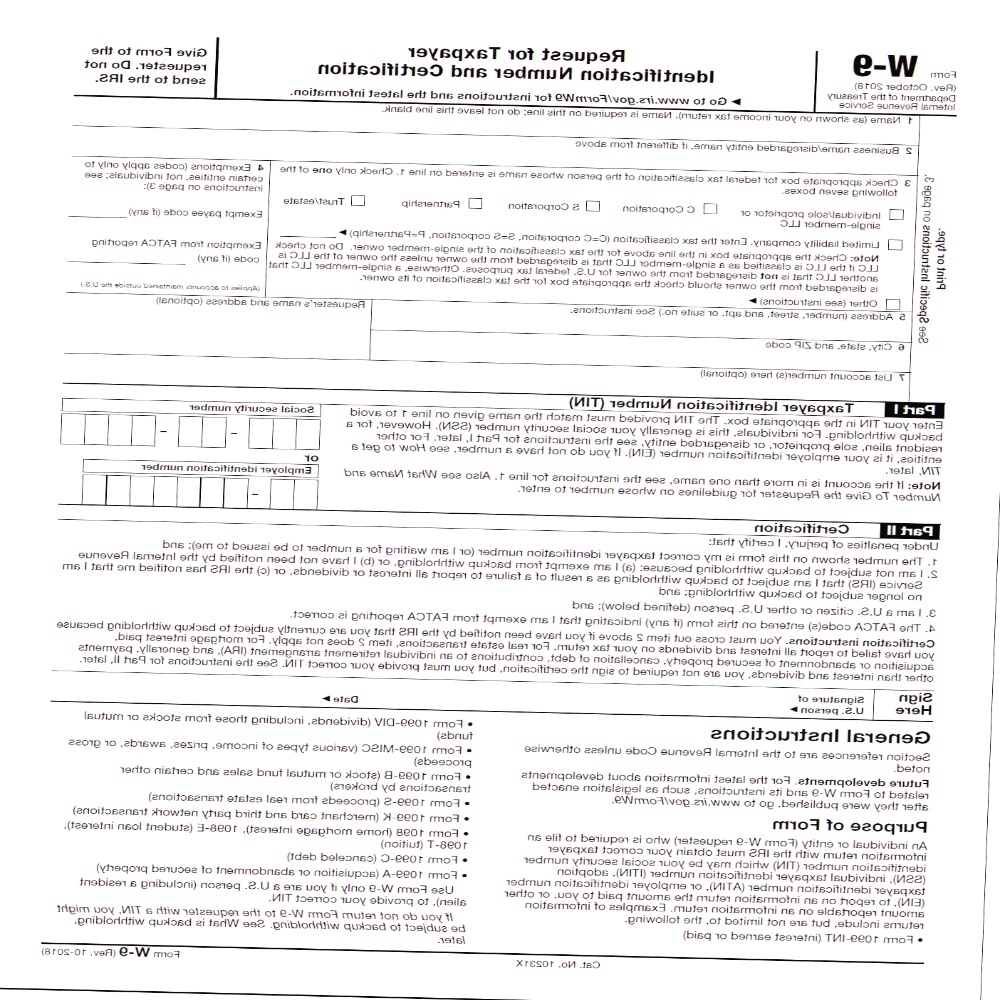 Form W-9
(Rev. October 2018)
Department of the Treasury
Internal Revenue Service
Request for Taxpayer
Identification Number and Certification
► Go to www.irs.gov/FormW9 for instructions and the latest information.
Give Form to the
requester. Do not
send to the IRS.
Print or type.
See Specific Instructions on page 3.
1 Name (as shown on your income tax return). Name is required on this line; do not leave this line blank.
2 Business name/disregarded entity name, if different from above
3 Check appropriate box for federal tax classification of the person whose name is entered on line 1. Check only one of the
following seven boxes.
Individual/sole proprietor or
single-member LLC
C Corporation
S Corporation
Partnership
Trust/estate
Limited liability company. Enter the tax classification (C=C corporation, S=S corporation, P=Partnership) ►
Note: Check the appropriate box in the line above for the tax classification of the single-member owner. Do not check
LLC if the LLC is classified as a single-member LLC that is disregarded from the owner unless the owner of the LLC is
another LLC that is not disregarded from the owner for U.S. federal tax purposes. Otherwise, a single-member LLC that
is disregarded from the owner should check the appropriate box for the tax classification of its owner.
Other (see instructions) ►
4 Exemptions (codes apply only to
certain entities, not individuals; see
instructions on page 3):
Exempt payee code (if any)
Exemption from FATCA reporting
code (if any)
(Applies to accounts maintained outside the U.S.)
5 Address (number, street, and apt. or suite no.) See instructions.
Requester's name and address (optional)
6 City, state, and ZIP code
7 List account number(s) here (optional)
Part I Taxpayer Identification Number (TIN)
Enter your TIN in the appropriate box. The TIN provided must match the name given on line 1 to avoid
backup withholding. For individuals, this is generally your social security number (SSN). However, for a
resident alien, sole proprietor, or disregarded entity, see the instructions for Part I, later. For other
entities, it is your employer identification number (EIN). If you do not have a number, see How to get a
TIN, later.
Note: If the account is in more than one name, see the instructions for line 1. Also see What Name and
Number To Give the Requester for guidelines on whose number to enter.
Social security number
– –
or
Employer identification number
–
Part II Certification
Under penalties of perjury, I certify that:
1. The number shown on this form is my correct taxpayer identification number (or I am waiting for a number to be issued to me); and
2. I am not subject to backup withholding because: (a) I am exempt from backup withholding, or (b) I have not been notified by the Internal Revenue
Service (IRS) that I am subject to backup withholding as a result of a failure to report all interest or dividends, or (c) the IRS has notified me that I am
no longer subject to backup withholding; and
3. I am a U.S. citizen or other U.S. person (defined below); and
4. The FATCA code(s) entered on this form (if any) indicating that I am exempt from FATCA reporting is correct.
Certification instructions. You must cross out item 2 above if you have been notified by the IRS that you are currently subject to backup withholding because
you have failed to report all interest and dividends on your tax return. For real estate transactions, item 2 does not apply. For mortgage interest paid,
acquisition or abandonment of secured property, cancellation of debt, contributions to an individual retirement arrangement (IRA), and generally, payments
other than interest and dividends, you are not required to sign the certification, but you must provide your correct TIN. See the instructions for Part II, later.
Sign
Here
Signature of
U.S. person ►
Date ►
General Instructions
Section references are to the Internal Revenue Code unless otherwise
noted.
Future developments. For the latest information about developments
related to Form W-9 and its instructions, such as legislation enacted
after they were published, go to www.irs.gov/FormW9.
Purpose of Form
An individual or entity (Form W-9 requester) who is required to file an
information return with the IRS must obtain your correct taxpayer
identification number (TIN) which may be your social security number
(SSN), individual taxpayer identification number (ITIN), adoption
taxpayer identification number (ATIN), or employer identification number
(EIN), to report on an information return the amount paid to you, or other
amount reportable on an information return. Examples of information
returns include, but are not limited to, the following.
• Form 1099-INT (interest earned or paid)
• Form 1099-DIV (dividends, including those from stocks or mutual
funds)
• Form 1099-MISC (various types of income, prizes, awards, or gross
proceeds)
• Form 1099-B (stock or mutual fund sales and certain other
transactions by brokers)
• Form 1099-S (proceeds from real estate transactions)
• Form 1099-K (merchant card and third party network transactions)
• Form 1098 (home mortgage interest), 1098-E (student loan interest),
1098-T (tuition)
• Form 1099-C (canceled debt)
• Form 1099-A (acquisition or abandonment of secured property)
Use Form W-9 only if you are a U.S. person (including a resident
alien), to provide your correct TIN.
If you do not return Form W-9 to the requester with a TIN, you might
be subject to backup withholding. See What is backup withholding,
later.
Cat. No. 10231X
Form W-9 (Rev. 10-2018)